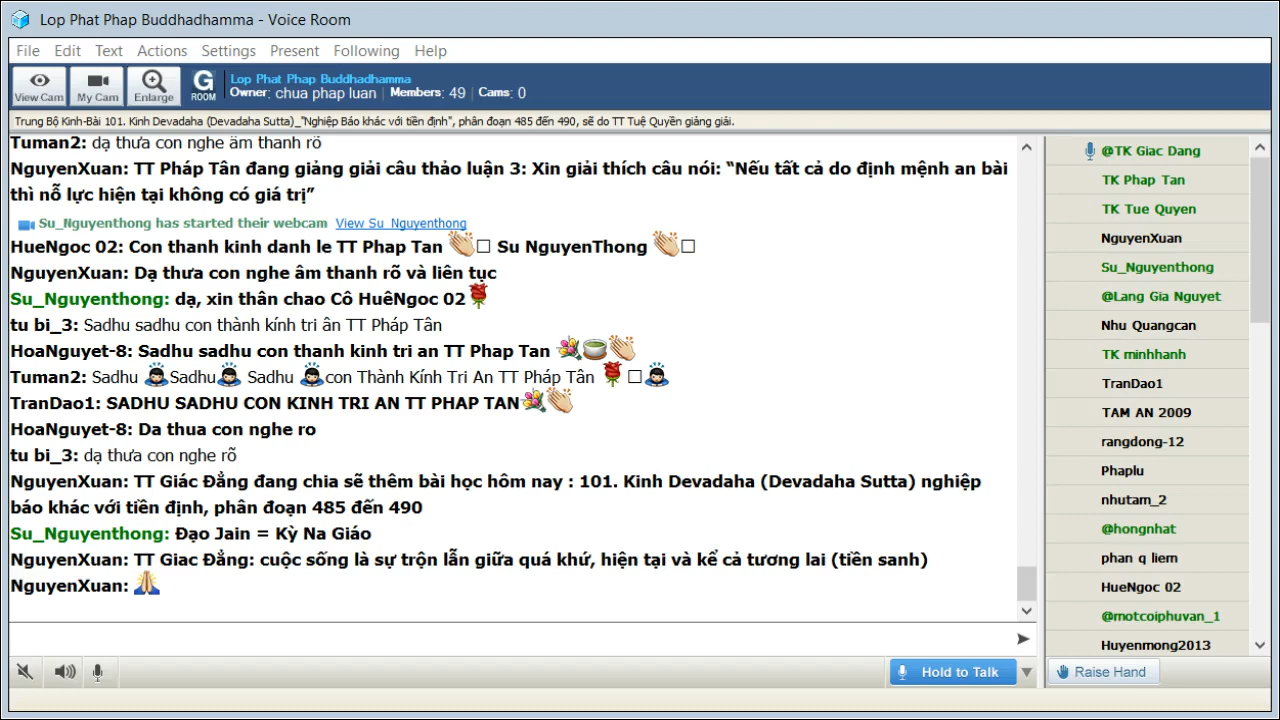 Lop Phat Phap Buddhadhamma - Voice Room
File Edit Text Actions Settings Present Following Help
View Cam My Cam Enlarge G ROOM
Lop Phat Phap Buddhadhamma
Owner: chua phap luan | Members: 49 | Cams: 0
Trung Bộ Kinh-Bài 101. Kinh Devadaha (Devadaha Sutta)_"Nghiệp Báo khác với tiền định", phân đoạn 485 đến 490, sẽ do TT Tuệ Quyền giảng giải.
Tuman2: dạ thưa con nghe âm thanh rõ
NguyenXuan: TT Pháp Tân đang giảng giải câu thảo luận 3: Xin giải thích câu nói: “Nếu tất cả do định mệnh an bài
thì nỗ lực hiện tại không có giá trị”
Su_Nguyenthong has started their webcam View Su_Nguyenthong
HueNgoc 02: Con thanh kinh danh le TT Phap Tan 👏🏻□ Su NguyenThong 👏🏻□
NguyenXuan: Dạ thưa con nghe âm thanh rõ và liên tục
Su_Nguyenthong: dạ, xin thân chao Cô HuêNgoc 02🌹
tu bi_3: Sadhu sadhu con thành kính tri ân TT Pháp Tân
HoaNguyet-8: Sadhu sadhu con thanh kinh tri an TT Phap Tan 💐🍵👏🏻
Tuman2: Sadhu 🙇Sadhu🙇 Sadhu 🙇con Thành Kính Tri An TT Pháp Tân 🌹□🙇
TranDao1: SADHU SADHU CON KINH TRI AN TT PHAP TAN💐👏🏻
HoaNguyet-8: Da thua con nghe ro
tu bi_3: dạ thưa con nghe rõ
NguyenXuan: TT Giác Đẳng đang chia sẽ thêm bài học hôm nay : 101. Kinh Devadaha (Devadaha Sutta) nghiệp
báo khác với tiền định, phân đoạn 485 đến 490
Su_Nguyenthong: Đạo Jain = Kỳ Na Giáo
NguyenXuan: TT Giac Đẳng: cuộc sống là sự trộn lẫn giữa quá khứ, hiện tại và kể cả tương lai (tiền sanh)
NguyenXuan: 🙏🏻
Hold to Talk
@TK Giac Dang
TK Phap Tan
TK Tue Quyen
NguyenXuan
Su_Nguyenthong
@Lang Gia Nguyet
Nhu Quangcan
TK minhhanh
TranDao1
TAM AN 2009
rangdong-12
Phaplu
nhutam_2
@hongnhat
phan q liem
HueNgoc 02
@motcoiphuvan_1
Huyenmong2013
Raise Hand